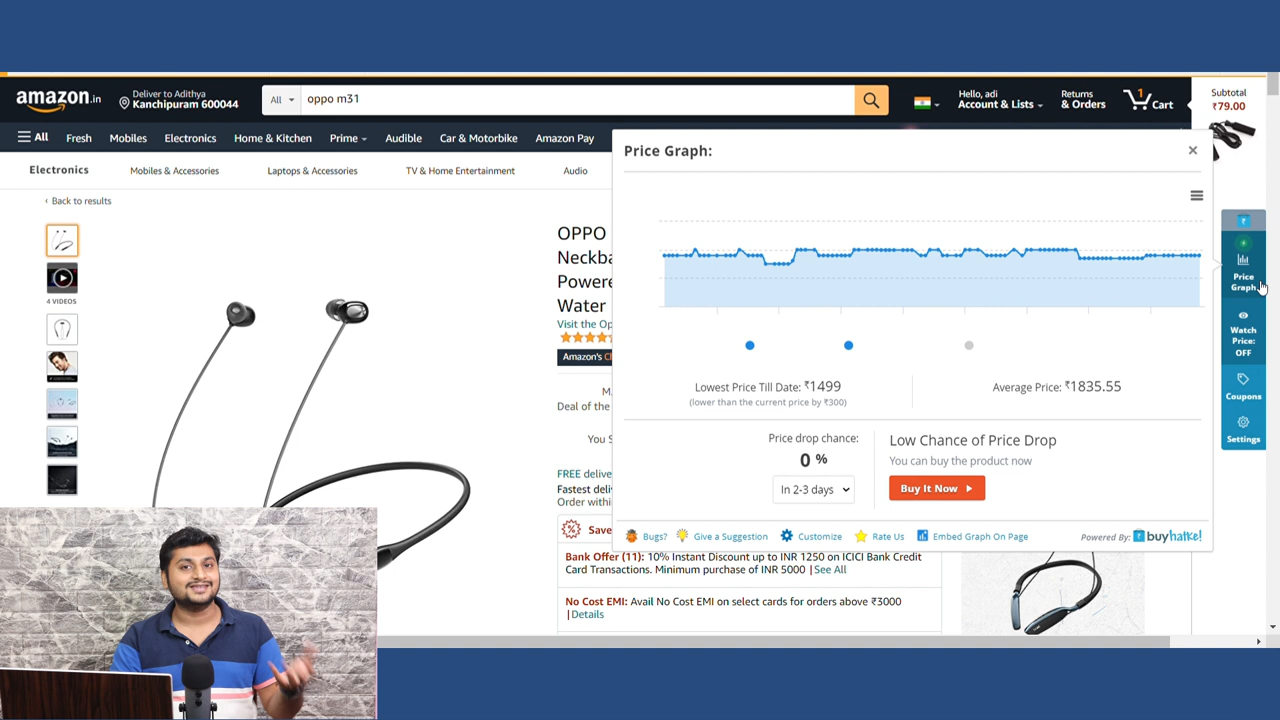 amazon.in
Deliver to Adithya
Kanchipuram 600044
All
oppo m31
Hello, adi
Account & Lists
Returns
& Orders
1
Cart
Subtotal
₹79.00
All
Fresh
Mobiles
Electronics
Home & Kitchen
Prime
Audible
Car & Motorbike
Amazon Pay
Electronics
Mobiles & Accessories
Laptops & Accessories
TV & Home Entertainment
Audio
‹ Back to results
4 VIDEOS
OPPO
Neckba
Powere
Water
Visit the Op
Amazon's Ch
M.
Deal of the
You S
FREE delive
Fastest deli
Order within
Save
Bank Offer (11): 10% Instant Discount up to INR 1250 on ICICI Bank Credit
Card Transactions. Minimum purchase of INR 5000 | See All
No Cost EMI: Avail No Cost EMI on select cards for orders above ₹3000
| Details
Price Graph:
×
Lowest Price Till Date: ₹1499
(lower than the current price by ₹300)
Average Price: ₹1835.55
Price drop chance:
0 %
In 2-3 days
Low Chance of Price Drop
You can buy the product now
Buy It Now
Bugs?
Give a Suggestion
Customize
Rate Us
Embed Graph On Page
Powered By:
buyhatke!
Price
Graph
Watch
Price:
OFF
Coupons
Settings